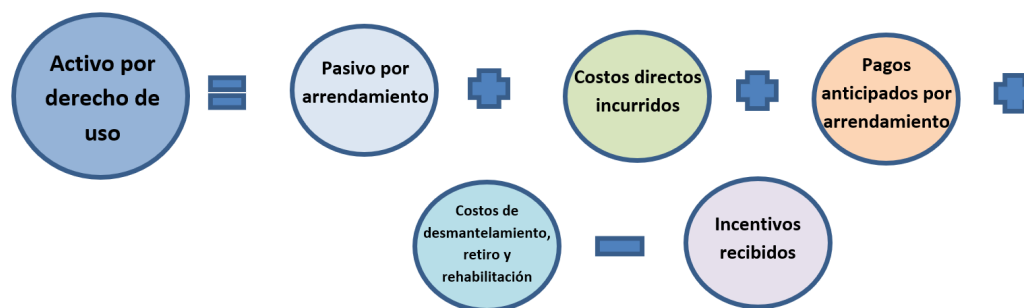 Activo por
derecho de
uso
Pasivo por
arrendamiento
Costos directos
incurridos
Pagos
anticipados por
arrendamiento
Costos de
desmantelamiento,
retiro y
rehabilitación
Incentivos
recibidos